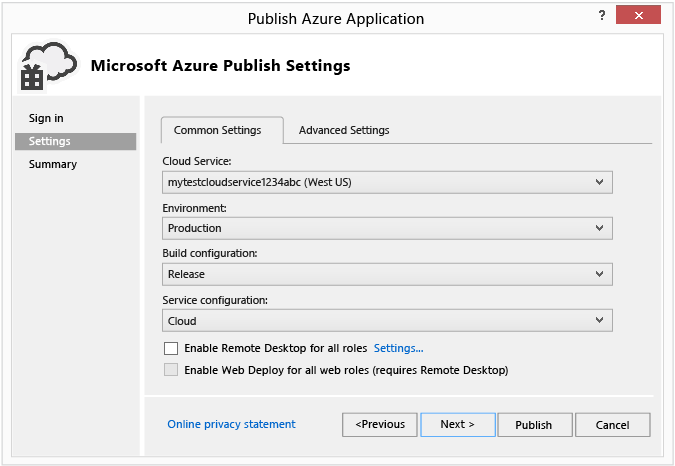 Publish Azure Application
?
Microsoft Azure Publish Settings
Sign in
Settings
Summary
Common Settings
Advanced Settings
Cloud Service:
mytestcloudservice1234abc (West US)
Environment:
Production
Build configuration:
Release
Service configuration:
Cloud
Enable Remote Desktop for all roles Settings...
Enable Web Deploy for all web roles (requires Remote Desktop)
Online privacy statement
<Previous
Next >
Publish
Cancel